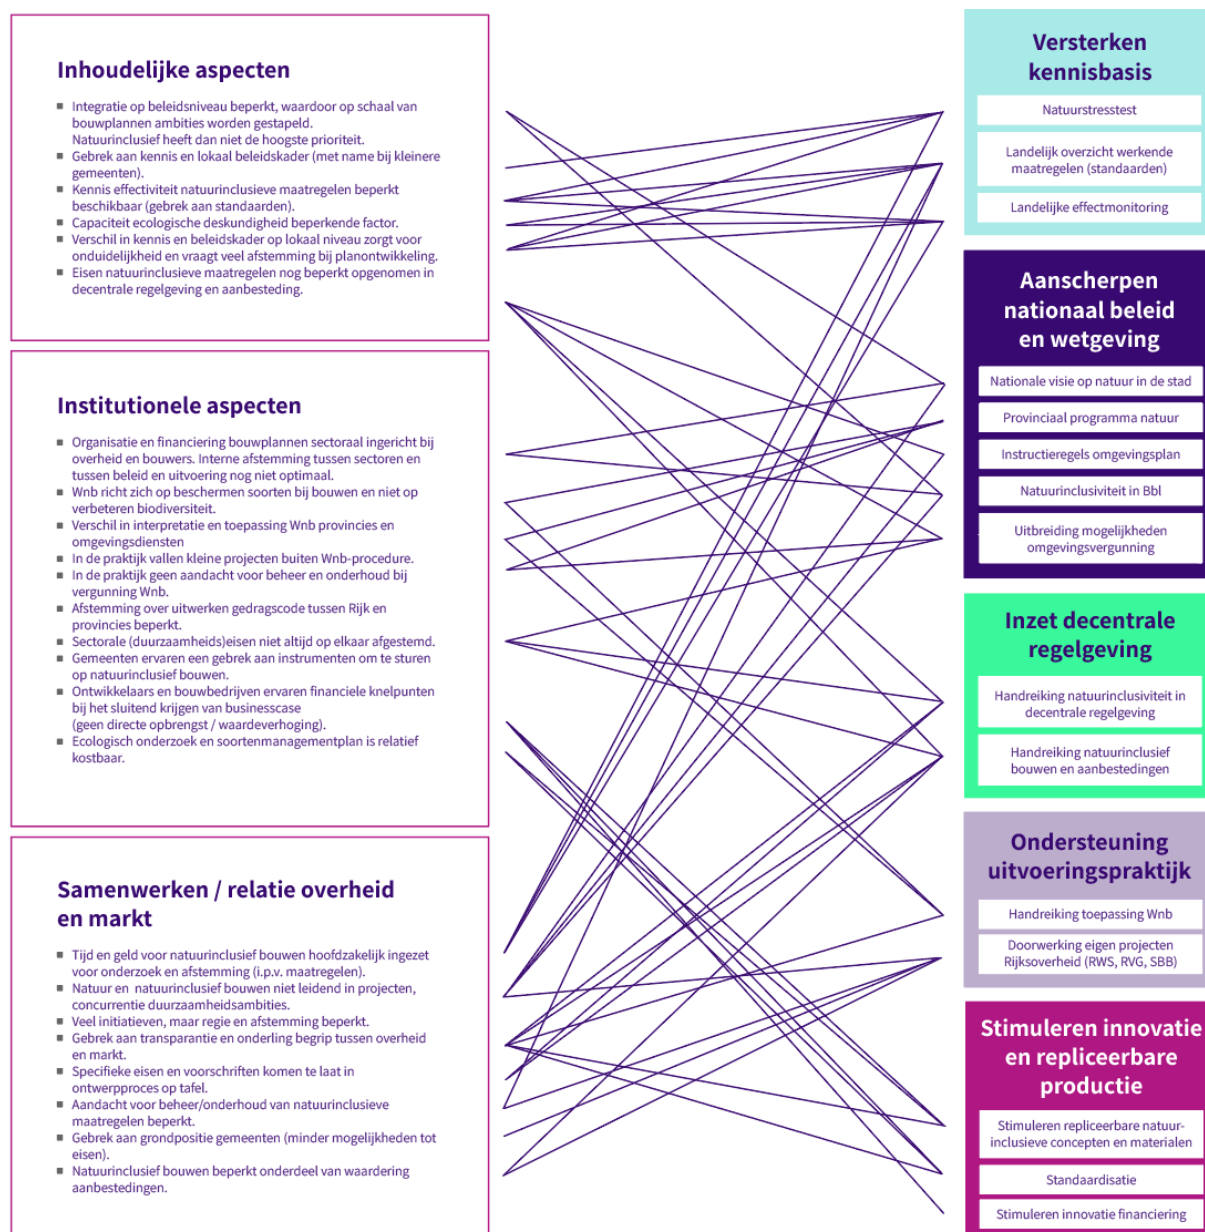 Inhoudelijke aspecten
Integratie op beleidsniveau beperkt, waardoor op schaal van
bouwplannen ambities worden gestapeld.
Natuurinclusief heeft dan niet de hoogste prioriteit.
Gebrek aan kennis en lokaal beleidskader (met name bij kleinere
gemeenten).
Kennis effectiviteit natuurinclusieve maatregelen beperkt
beschikbaar (gebrek aan standaarden).
Capaciteit ecologische deskundigheid beperkende factor.
Verschil in kennis en beleidskader op lokaal niveau zorgt voor
onduidelijkheid en vraagt veel afstemming bij planontwikkeling.
Eisen natuurinclusieve maatregelen nog beperkt opgenomen in
decentrale regelgeving en aanbesteding.
Institutionele aspecten
Organisatie en financiering bouwplannen sectoraal ingericht bij
overheid en bouwers. Interne afstemming tussen sectoren en
tussen beleid en uitvoering nog niet optimaal.
Wnb richt zich op beschermen soorten bij bouwen en niet op
verbeteren biodiversiteit.
Verschil in interpretatie en toepassing Wnb provincies en
omgevingsdiensten
In de praktijk vallen kleine projecten buiten Wnb-procedure.
In de praktijk geen aandacht voor beheer en onderhoud bij
vergunning Wnb.
Afstemming over uitwerken gedragscode tussen Rijk en
provincies beperkt.
Sectorale (duurzaamheids)eisen niet altijd op elkaar afgestemd.
Gemeenten ervaren een gebrek aan instrumenten om te sturen
op natuurinclusief bouwen.
Ontwikkelaars en bouwbedrijven ervaren financiele knelpunten
bij het sluitend krijgen van businesscase
(geen directe opbrengst / waardeverhoging).
Ecologisch onderzoek en soortenmanagementplan is relatief
kostbaar.
Samenwerken / relatie overheid
en markt
Tijd en geld voor natuurinclusief bouwen hoofdzakelijk ingezet
voor onderzoek en afstemming (i.p.v. maatregelen).
Natuur en natuurinclusief bouwen niet leidend in projecten,
concurrentie duurzaamheidsambities.
Veel initiatieven, maar regie en afstemming beperkt.
Gebrek aan transparantie en onderling begrip tussen overheid
en markt.
Specifieke eisen en voorschriften komen te laat in
ontwerpproces op tafel.
Aandacht voor beheer/onderhoud van natuurinclusieve
maatregelen beperkt.
Gebrek aan grondpositie gemeenten (minder mogelijkheden tot
eisen).
Natuurinclusief bouwen beperkt onderdeel van waardering
aanbestedingen.
Versterken
kennisbasis
Natuurstresstest
Landelijk overzicht werkende
maatregelen (standaarden)
Landelijke effectmonitoring
Aanscherpen
nationaal beleid
en wetgeving
Nationale visie op natuur in de stad
Provinciaal programma natuur
Instructieregels omgevingsplan
Natuurinclusiviteit in Bbl
Uitbreiding mogelijkheden
omgevingsvergunning
Inzet decentrale
regelgeving
Handreiking natuurinclusiviteit in
decentrale regelgeving
Handreiking natuurinclusief
bouwen en aanbestedingen
Ondersteuning
uitvoeringspraktijk
Handreiking toepassing Wnb
Doorwerking eigen projecten
Rijksoverheid (RWS, RVG, SBB)
Stimuleren innovatie
en repliceerbare
productie
Stimuleren repliceerbare natuur-
inclusieve concepten en materialen
Standaardisatie
Stimuleren innovatie financiering